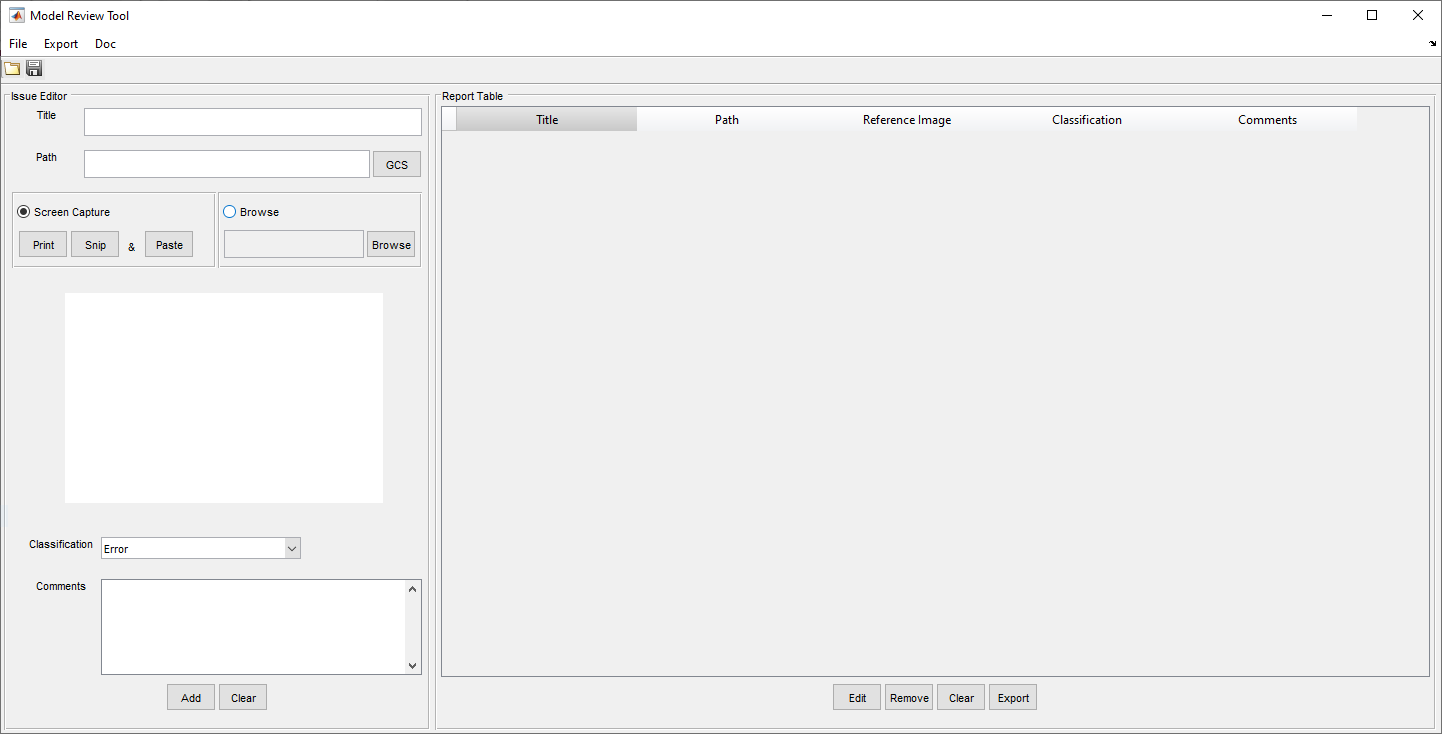 Model Review Tool
File Export Doc
Issue Editor
Title
Path
GCS
Screen Capture
Print Snip & Paste
Browse
Browse
Classification Error
Comments
Add Clear
Report Table
Title Path Reference Image Classification Comments
Edit Remove Clear Export